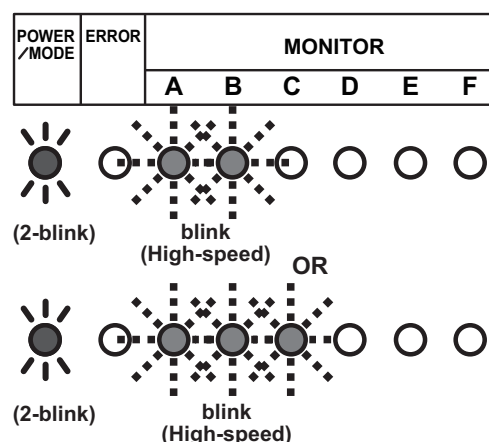 POWER ERROR MONITOR
/MODE
A B C D E F
(2-blink) blink
(High-speed)
OR
(2-blink) blink
(High-speed)